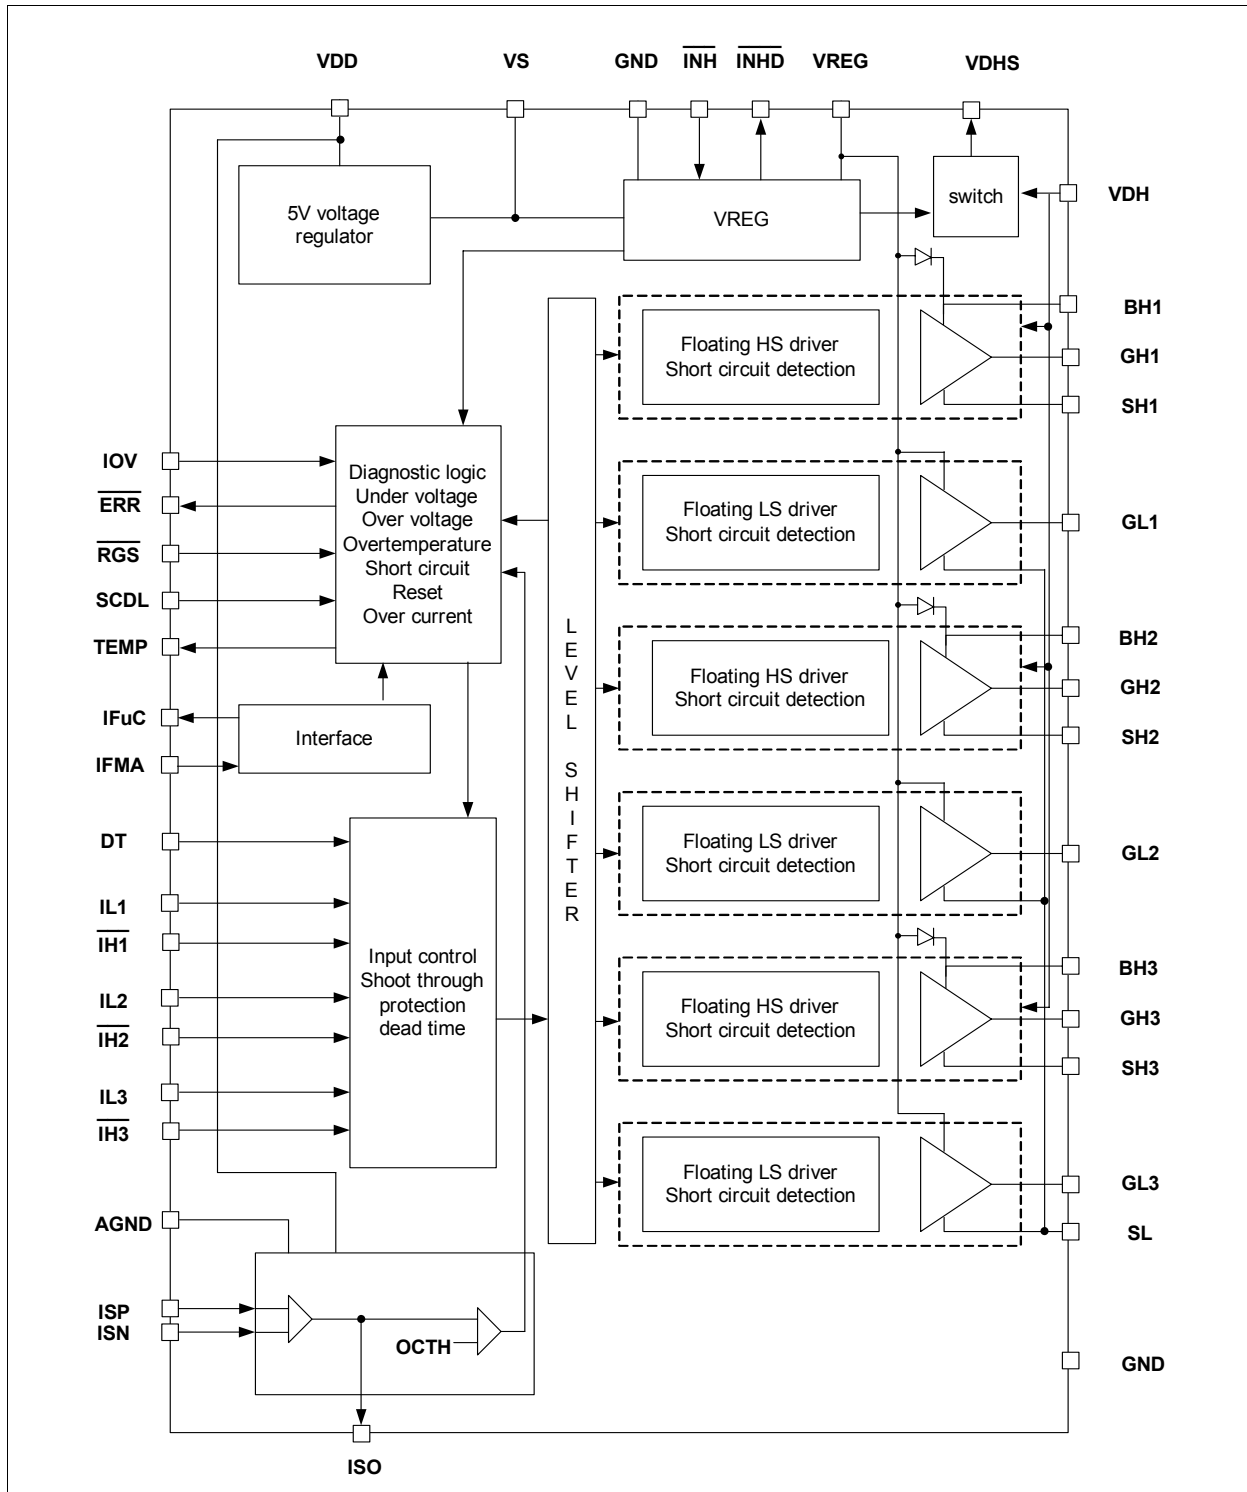 VDD
VS
GND
INH
INHD
VREG
VDHS
5V voltage
regulator
VREG
switch
VDH
Floating HS driver
Short circuit detection
BH1
GH1
SH1
IOV
ERR
RGS
SCDL
TEMP
Diagnostic logic
Under voltage
Over voltage
Overtemperature
Short circuit
Reset
Over current
Floating LS driver
Short circuit detection
GL1
LEVEL SHIFTER
Floating HS driver
Short circuit detection
BH2
GH2
SH2
IFuC
IFMA
Interface
Floating LS driver
Short circuit detection
GL2
DT
IL1
IH1
IL2
IH2
IL3
IH3
Input control
Shoot through
protection
dead time
Floating HS driver
Short circuit detection
BH3
GH3
SH3
Floating LS driver
Short circuit detection
GL3
SL
AGND
ISP
ISN
OCTH
GND
ISO